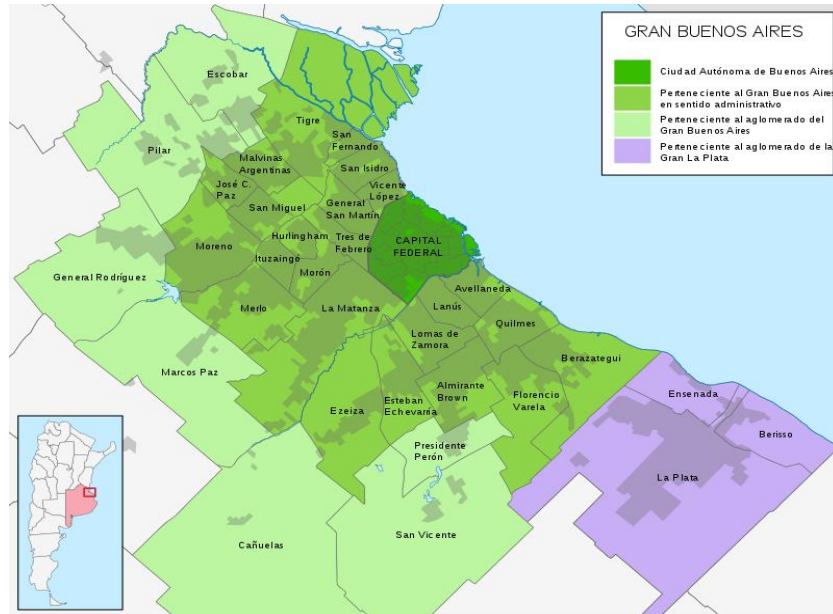 GRAN BUENOS AIRES
Ciudad Autónoma de Buenos Aires
Perteneciente al Gran Buenos Aires
en sentido administrativo
Perteneciente al aglomerado del
Gran Buenos Aires
Perteneciente al aglomerado de la
Gran La Plata
Escobar
Tigre
San
Fernando
Pilar
Malvinas
Argentinas
San Isidro
José C.
Paz
Vicente
López
San Miguel
General
San Martín
Moreno
Hurlingham
Tres de
Febrero
CAPITAL
FEDERAL
Ituzaingó
Morón
General Rodríguez
Avellaneda
Merlo
La Matanza
Lanús
Quilmes
Lomas de
Zamora
Berazategui
Marcos Paz
Almirante
Brown
Florencio
Varela
Ensenada
Ezeiza
Esteban
Echevarría
Berisso
Presidente
Perón
La Plata
San Vicente
Cañuelas